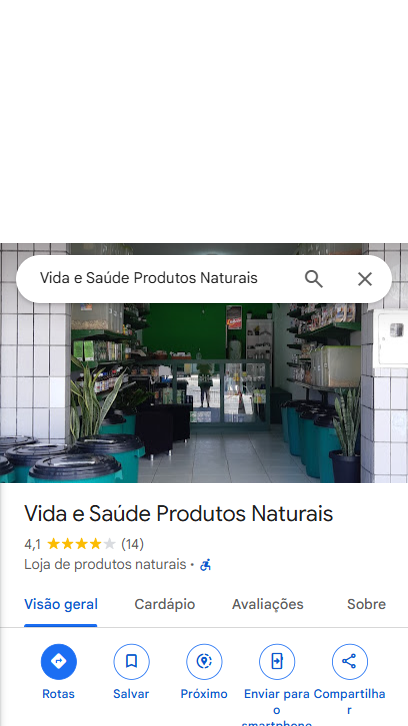 Vida e Saúde Produtos Naturais
Vida e Saúde Produtos Naturais
4,1 (14)
Loja de produtos naturais ·
Visão geral Cardápio Avaliações Sobre
Rotas Salvar Próximo Enviar para o smartphone Compartilhar